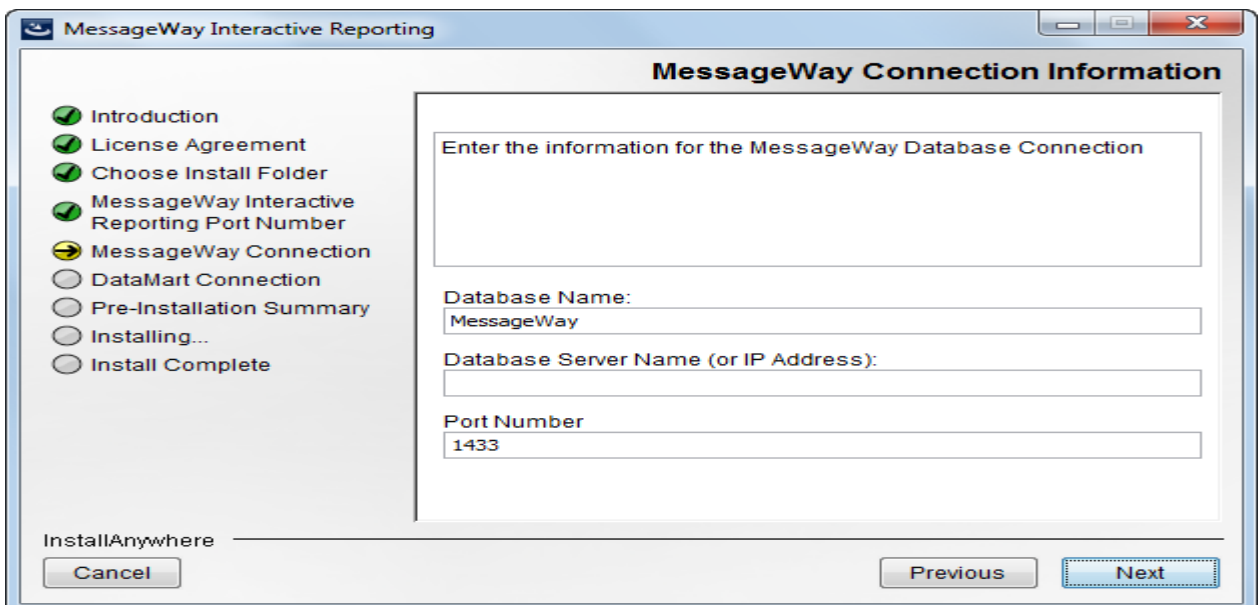 MessageWay Interactive Reporting
MessageWay Connection Information
Introduction
License Agreement
Choose Install Folder
MessageWay Interactive
Reporting Port Number
MessageWay Connection
DataMart Connection
Pre-Installation Summary
Installing...
Install Complete
Enter the information for the MessageWay Database Connection
Database Name:
MessageWay
Database Server Name (or IP Address):
Port Number
1433
InstallAnywhere
Cancel
Previous
Next